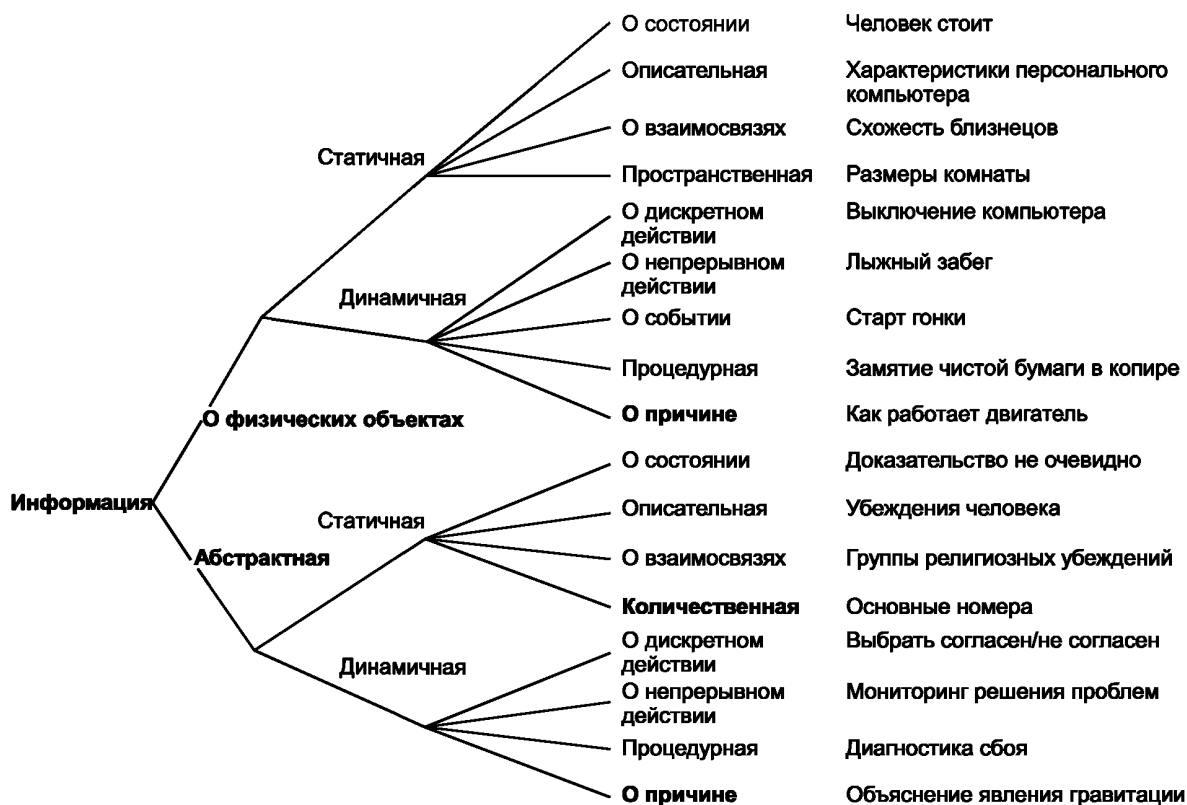 О состоянии Человек стоит
Описательная Характеристики персонального
компьютера
О взаимосвязях Схожесть близнецов
Статичная
Пространственная Размеры комнаты
О дискретном Выключение компьютера
действии
О непрерывном Лыжный забег
действии
Динамичная
О событии Старт гонки
Процедурная Замятие чистой бумаги в копире
О причине Как работает двигатель
О физических объектах
О состоянии Доказательство не очевидно
Информация
Описательная Убеждения человека
Статичная
Абстрактная
О взаимосвязях Группы религиозных убеждений
Количественная Основные номера
О дискретном Выбрать согласен/не согласен
действии
Динамичная
О непрерывном Мониторинг решения проблем
действии
Процедурная Диагностика сбоя
О причине Объяснение явления гравитации